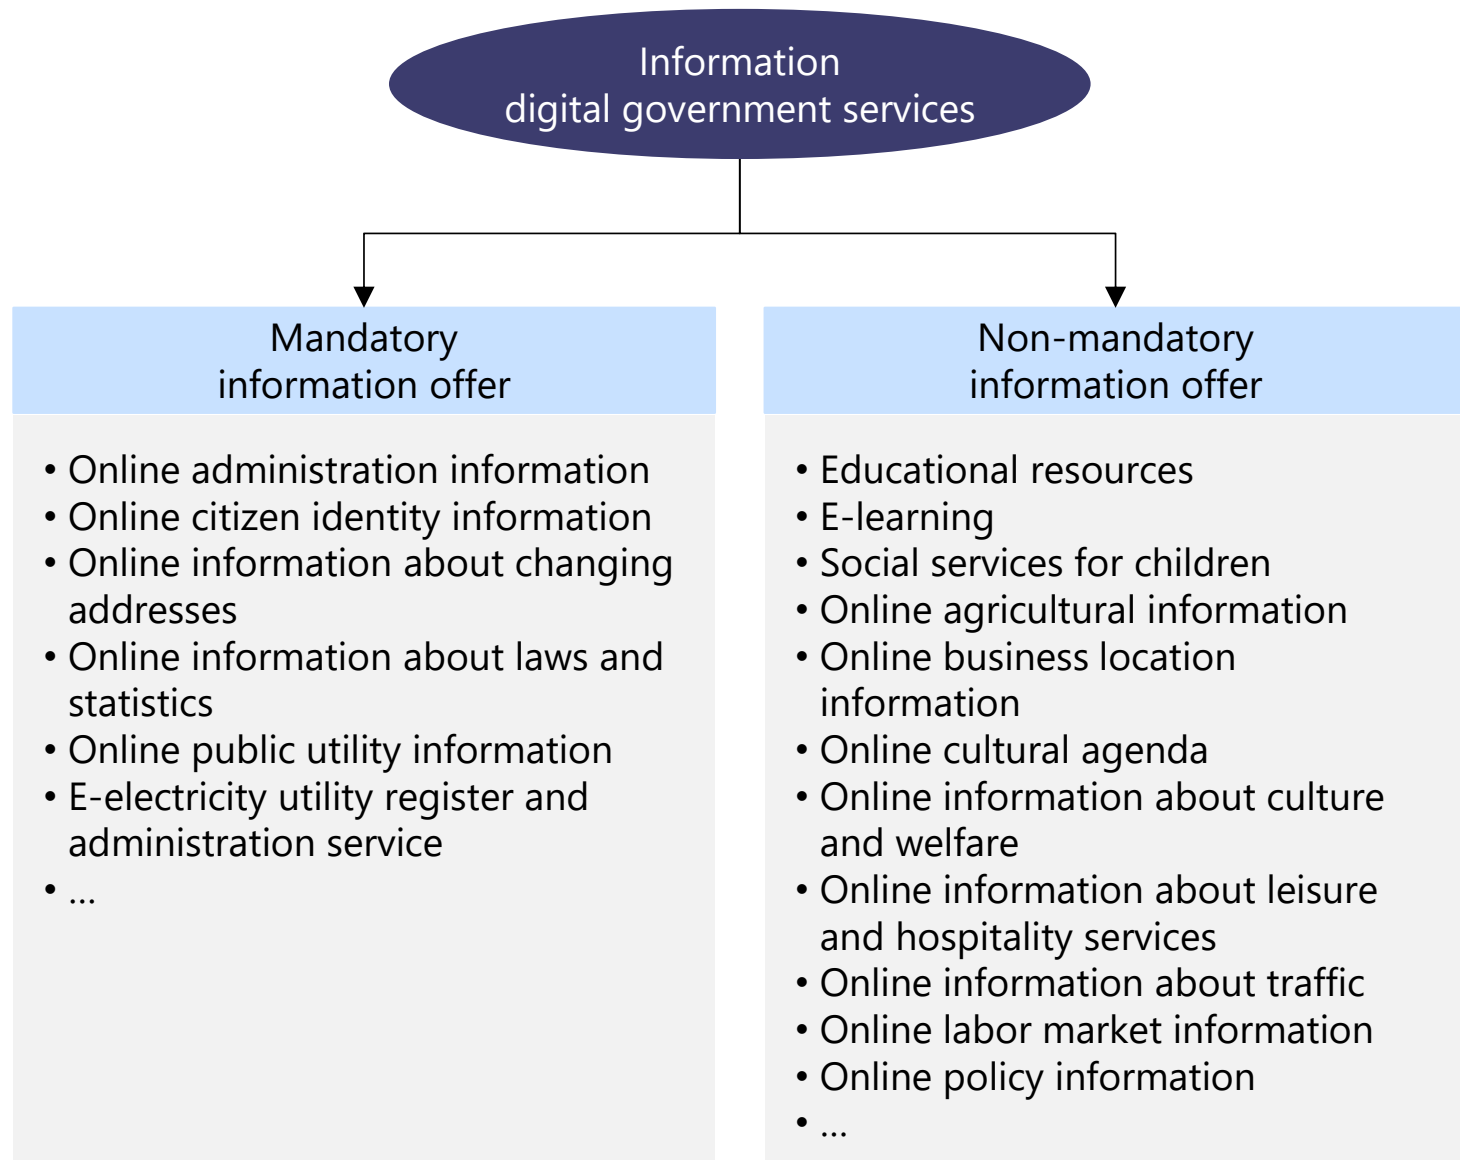 Information
digital government services
Mandatory
information offer
• Online administration information
• Online citizen identity information
• Online information about changing
addresses
• Online information about laws and
statistics
• Online public utility information
• E-electricity utility register and
administration service
• ...
Non-mandatory
information offer
• Educational resources
• E-learning
• Social services for children
• Online agricultural information
• Online business location
information
• Online cultural agenda
• Online information about culture
and welfare
• Online information about leisure
and hospitality services
• Online information about traffic
• Online labor market information
• Online policy information
• ...